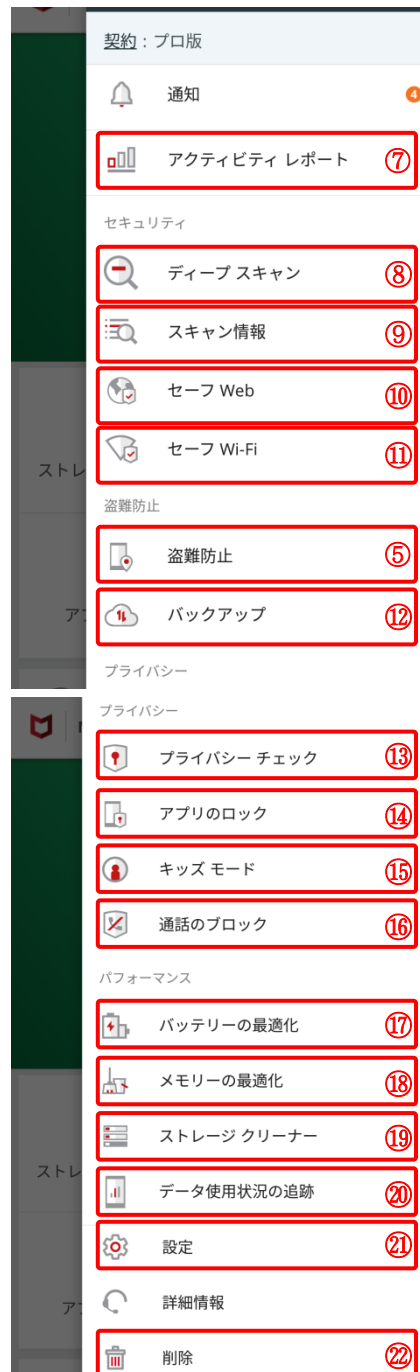 契約：プロ版
通知 4
アクティビティ レポート ⑦
セキュリティ
ディープ スキャン ⑧
スキャン情報 ⑨
セーフ Web ⑩
セーフ Wi-Fi ⑪
ストレ
盗難防止
盗難防止 ⑤
バックアップ ⑫
ア
プライバシー
プライバシー
プライバシー チェック ⑬
アプリのロック ⑭
キッズ モード ⑮
通話のブロック ⑯
パフォーマンス
バッテリーの最適化 ⑰
メモリーの最適化 ⑱
ストレージ クリーナー ⑲
ストレ
データ使用状況の追跡 ⑳
設定 ㉑
詳細情報
ア
削除 ㉒